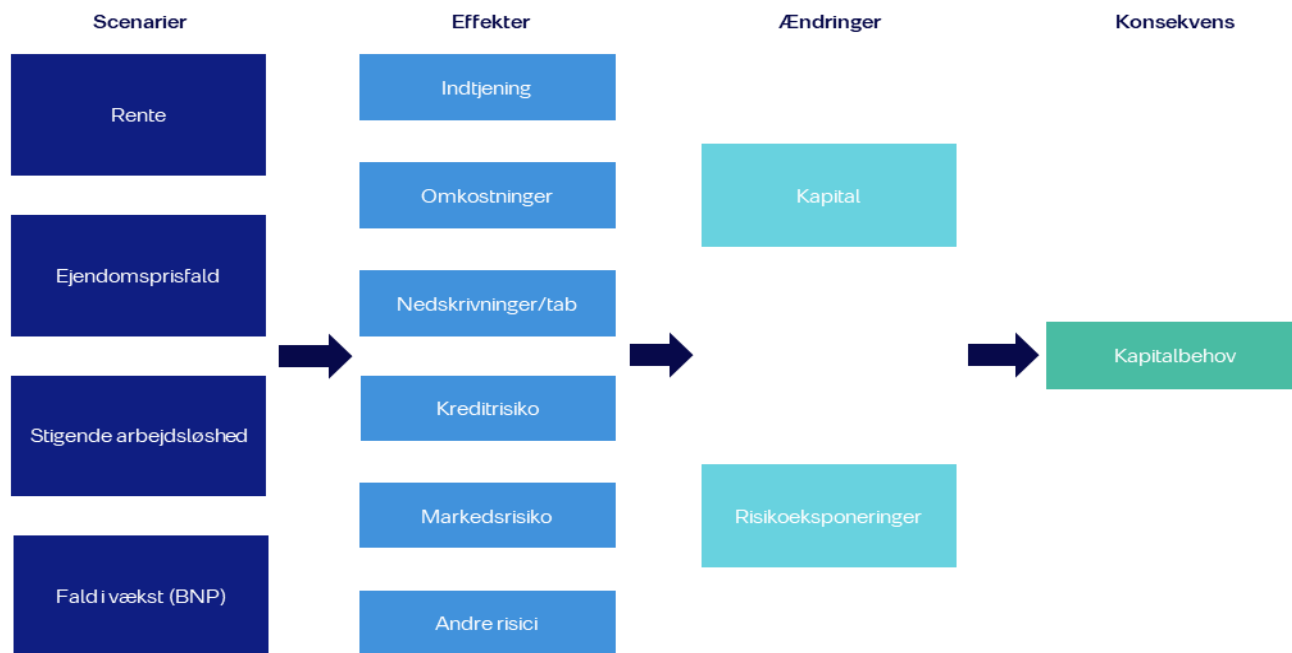 Scenarier
Effekter
Ændringer
Konsekvens
Rente
Ejendomsprisfald
Stigende arbejdsløshed
Fald i vækst (BNP)
Indtjening
Omkostninger
Nedskrivninger/tab
Kreditrisiko
Markedsrisiko
Andre risici
Kapital
Risikoeksponeringer
Kapitalbehov